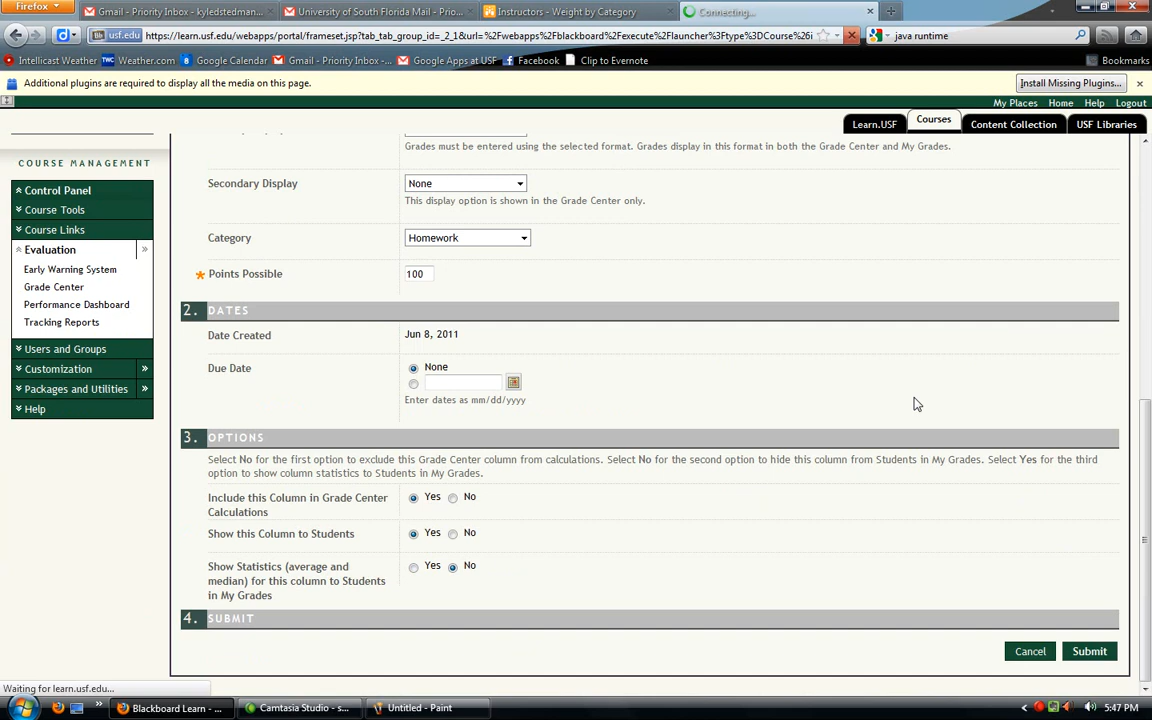 Firefox
Gmail - Priority Inbox - kyledstedman...
University of South Florida Mail - Prio...
Instructors - Weight by Category
Connecting...
usf.edu
https://learn.usf.edu/webapps/portal/frameset.jsp?tab_tab_group_id=_2_1&url=%2Fwebapps%2Fblackboard%2Fexecute%2Flauncher%3Ftype%3DCourse%26i
java runtime
Intellicast Weather
TWC Weather.com
8 Google Calendar
Gmail - Priority Inbox -...
Google Apps at USF
Facebook
Clip to Evernote
Bookmarks
Additional plugins are required to display all the media on this page.
Install Missing Plugins...
My Places
Home
Help
Logout
Learn.USF
Courses
Content Collection
USF Libraries
COURSE MANAGEMENT
Control Panel
Course Tools
Course Links
Evaluation
Early Warning System
Grade Center
Performance Dashboard
Tracking Reports
Users and Groups
Customization
Packages and Utilities
Help
Grades must be entered using the selected format. Grades display in this format in both the Grade Center and My Grades.
Secondary Display
None
This display option is shown in the Grade Center only.
Category
Homework
Points Possible
100
2. DATES
Date Created
Jun 8, 2011
Due Date
None
Enter dates as mm/dd/yyyy
3. OPTIONS
Select No for the first option to exclude this Grade Center column from calculations. Select No for the second option to hide this column from Students in My Grades. Select Yes for the third
option to show column statistics to Students in My Grades.
Include this Column in Grade Center
Calculations
Yes No
Show this Column to Students
Yes No
Show Statistics (average and
median) for this column to Students
in My Grades
Yes No
4. SUBMIT
Cancel
Submit
Waiting for learn.usf.edu...
Blackboard Learn - ...
Camtasia Studio - s...
Untitled - Paint
5:47 PM